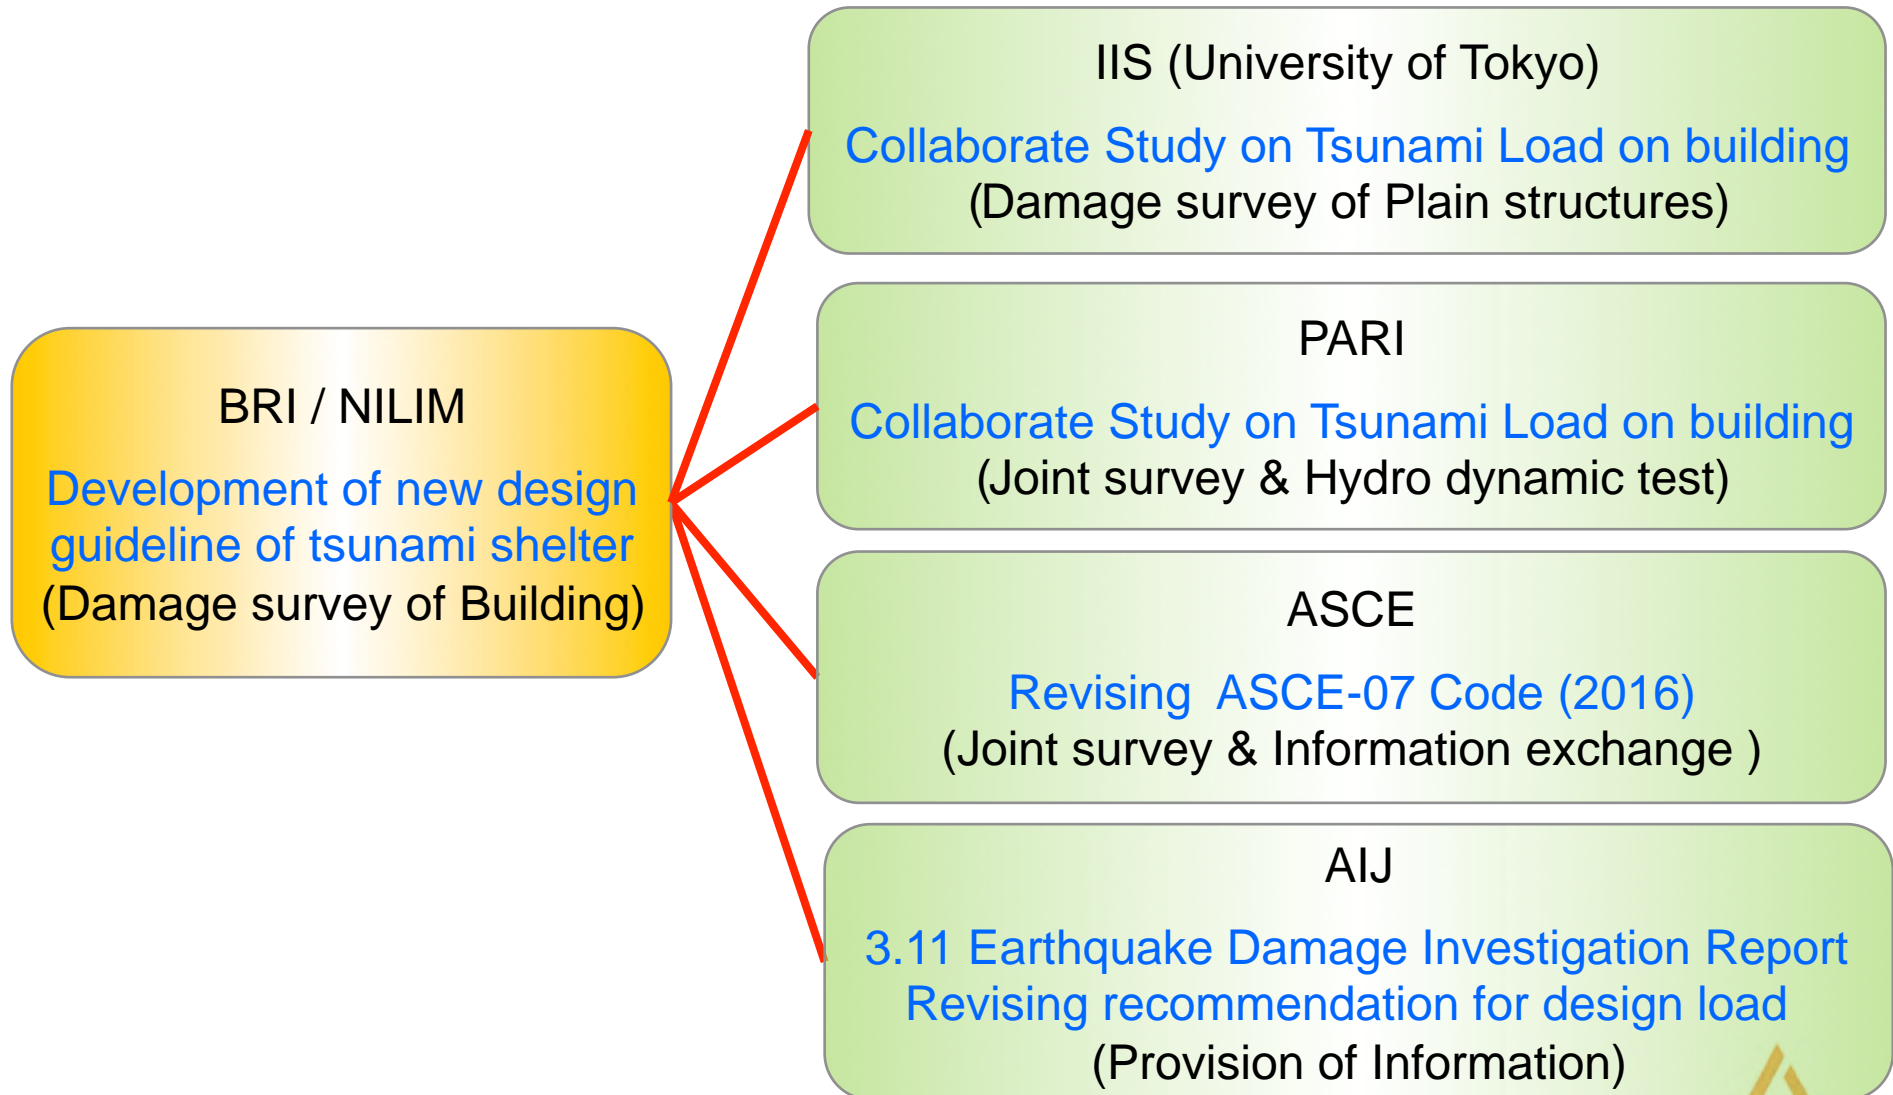 BRI / NILIM
Development of new design
guideline of tsunami shelter
(Damage survey of Building)
IIS (University of Tokyo)
Collaborate Study on Tsunami Load on building
(Damage survey of Plain structures)
PARI
Collaborate Study on Tsunami Load on building
(Joint survey & Hydro dynamic test)
ASCE
Revising  ASCE-07 Code (2016)
(Joint survey & Information exchange )
AIJ
3.11 Earthquake Damage Investigation Report
Revising recommendation for design load
(Provision of Information)